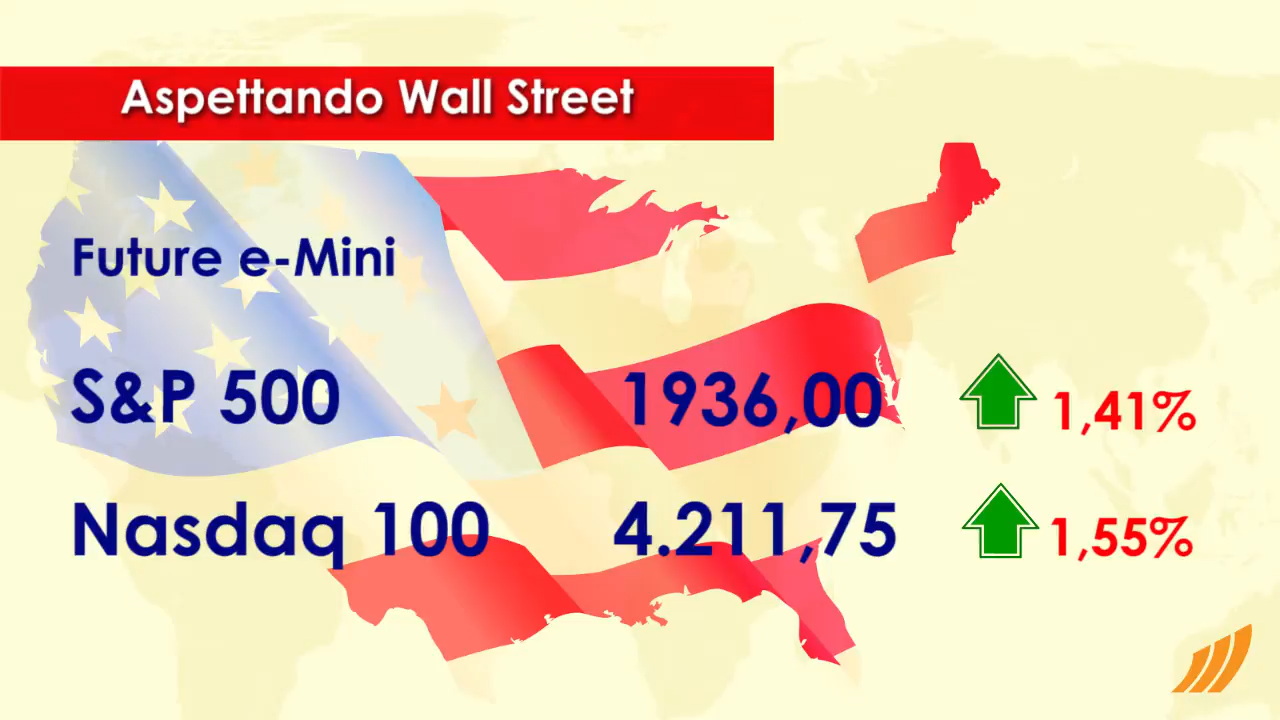 Aspettando Wall Street
Future e-Mini
S&P 500 1936,00 1,41%
Nasdaq 100 4.211,75 1,55%